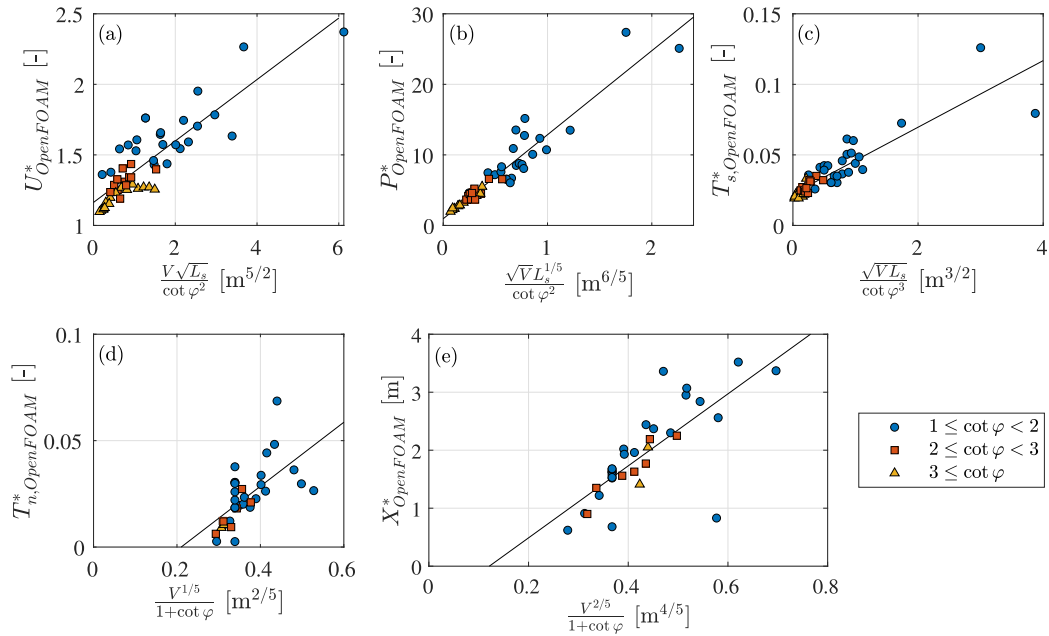 (a)
2.5
2
1.5
1
0 2 4 6
U*OpenFOAM [-]
V√Ls / cot φ² [m^5/2]
(b)
30
20
10
0
0 1 2
P*OpenFOAM [-]
√V Ls^1/5 / cot φ² [m^6/5]
(c)
0.15
0.1
0.05
0
0 2 4
T*s,OpenFOAM [-]
√VLs / cot φ³ [m^3/2]
(d)
0.1
0.05
0
0 0.2 0.4 0.6
T*n,OpenFOAM [-]
V^1/5 / 1+cot φ [m^2/5]
(e)
4
3
2
1
0
0 0.2 0.4 0.6 0.8
X*OpenFOAM [m]
V^2/5 / 1+cot φ [m^4/5]
1 ≤ cot φ < 2
2 ≤ cot φ < 3
3 ≤ cot φ